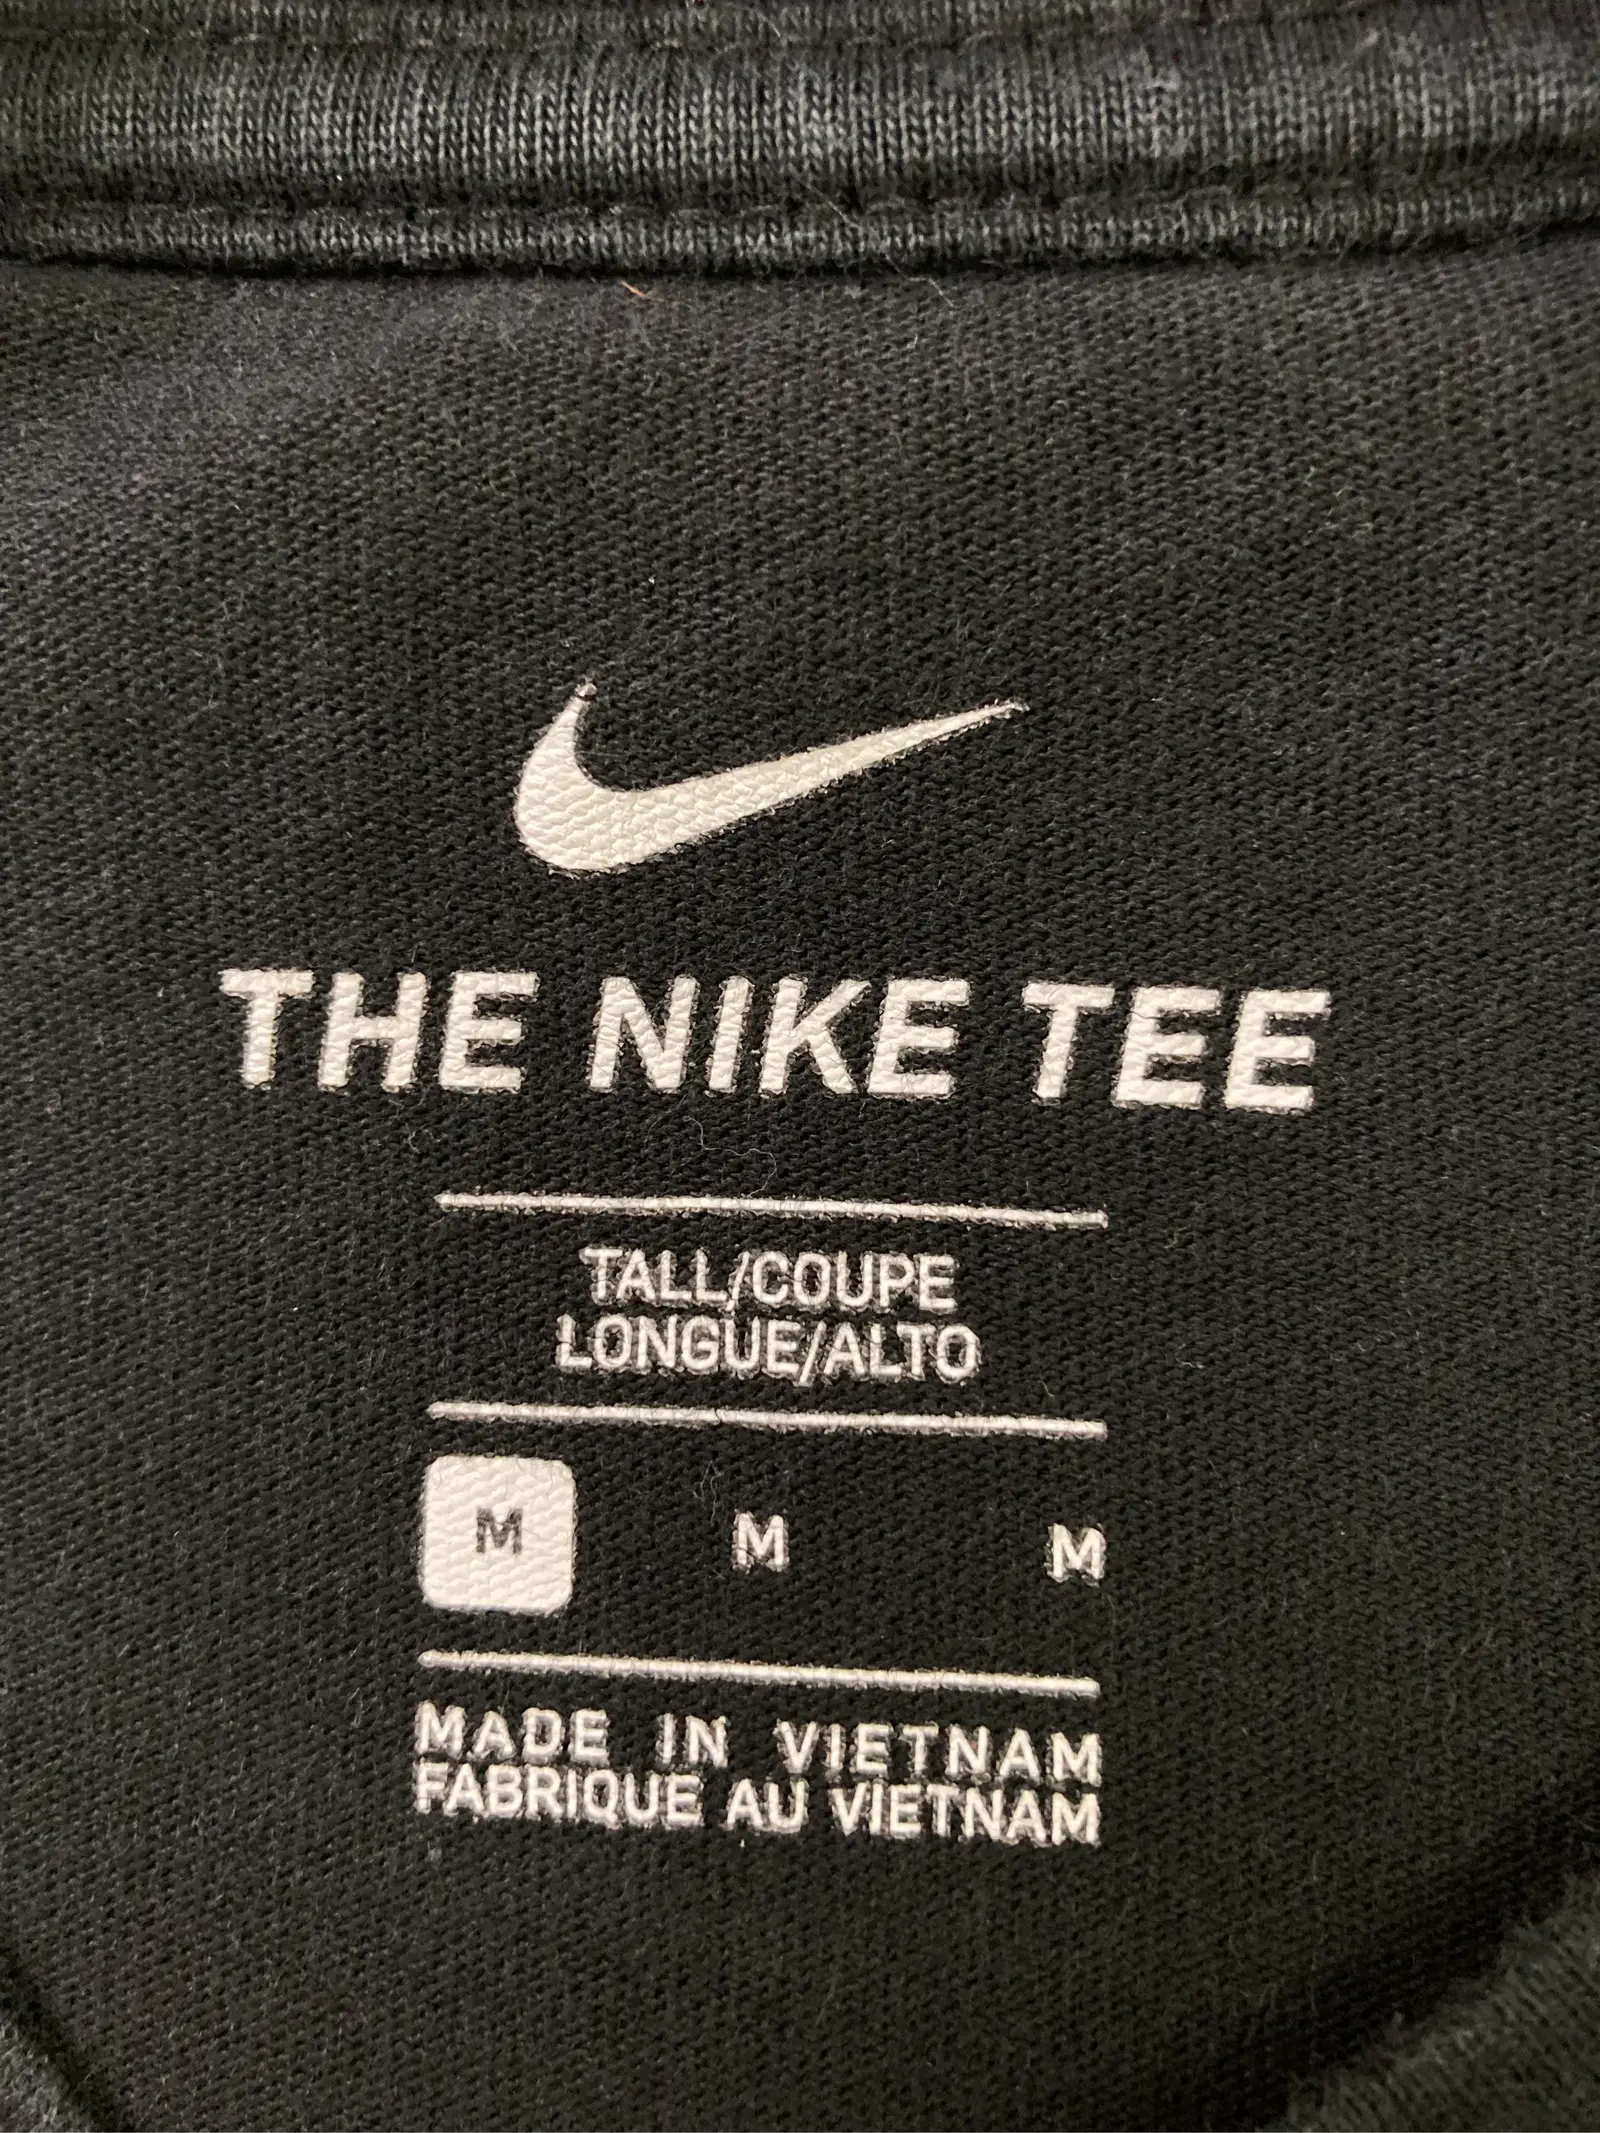 THE NIKE TEE
TALL/COUPE
LONGUE/ALTO
M M M
MADE IN VIETNAM
FABRIQUE AU VIETNAM